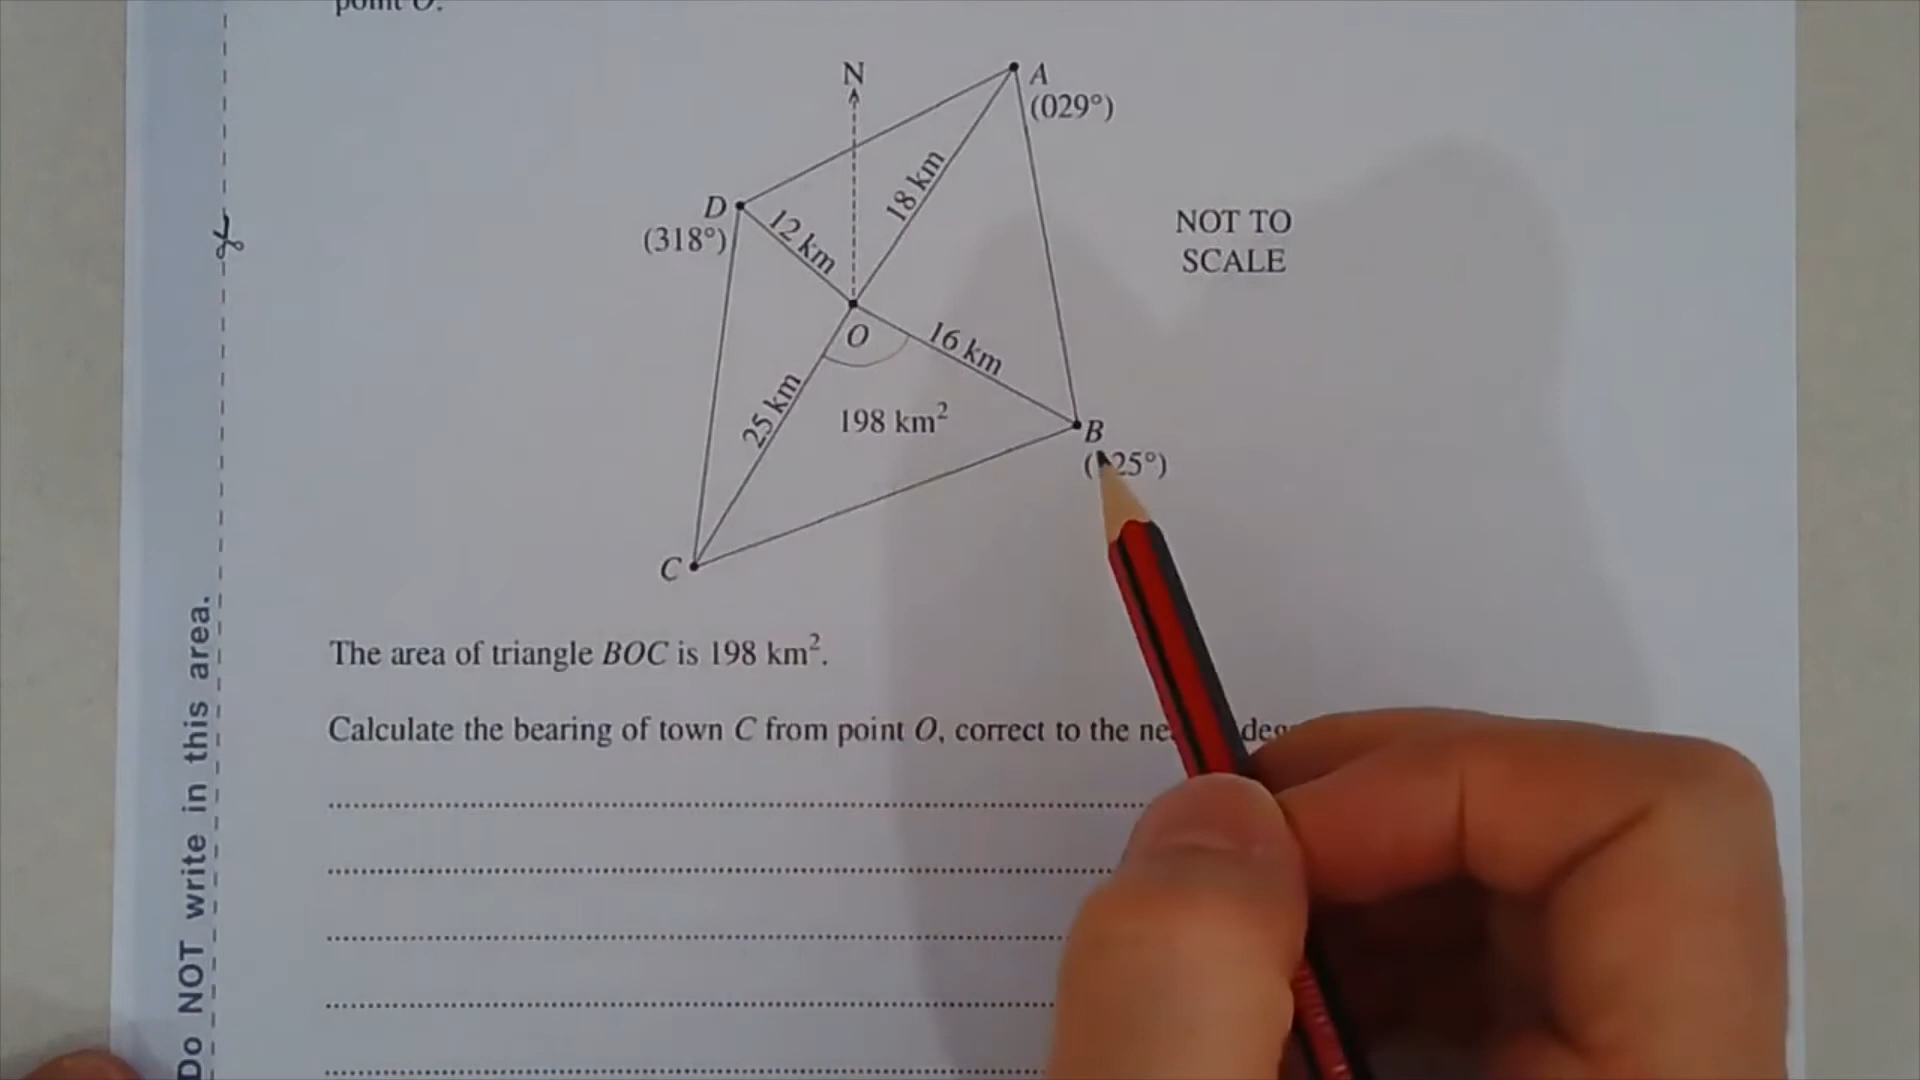 point O.
N
A
(029°)
18 km
D
(318°)
12 km
NOT TO
SCALE
O
16 km
25 km
198 km²
B
C
The area of triangle BOC is 198 km².
Calculate the bearing of town C from point O, correct to the
Do NOT write in this area.